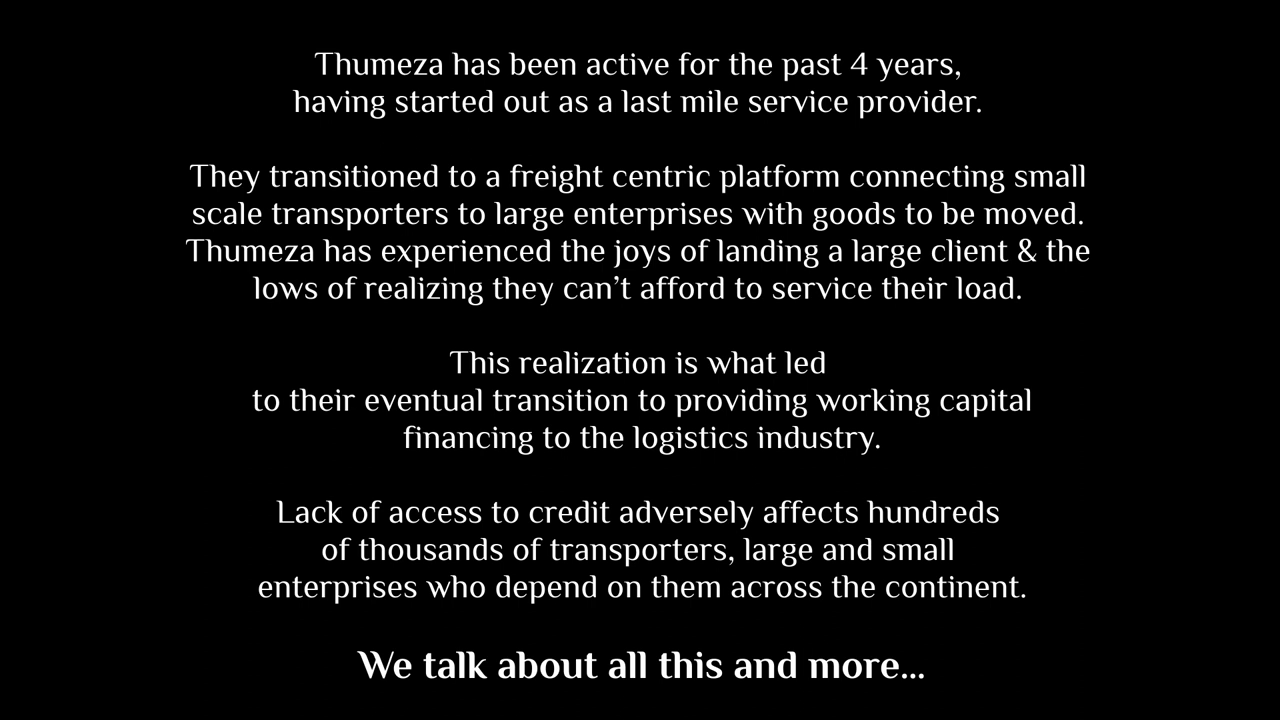 Thumeza has been active for the past 4 years,
having started out as a last mile service provider.
They transitioned to a freight centric platform connecting small
scale transporters to large enterprises with goods to be moved.
Thumeza has experienced the joys of landing a large client & the
lows of realizing they can’t afford to service their load.
This realization is what led
to their eventual transition to providing working capital
financing to the logistics industry.
Lack of access to credit adversely affects hundreds
of thousands of transporters, large and small
enterprises who depend on them across the continent.
We talk about all this and more...